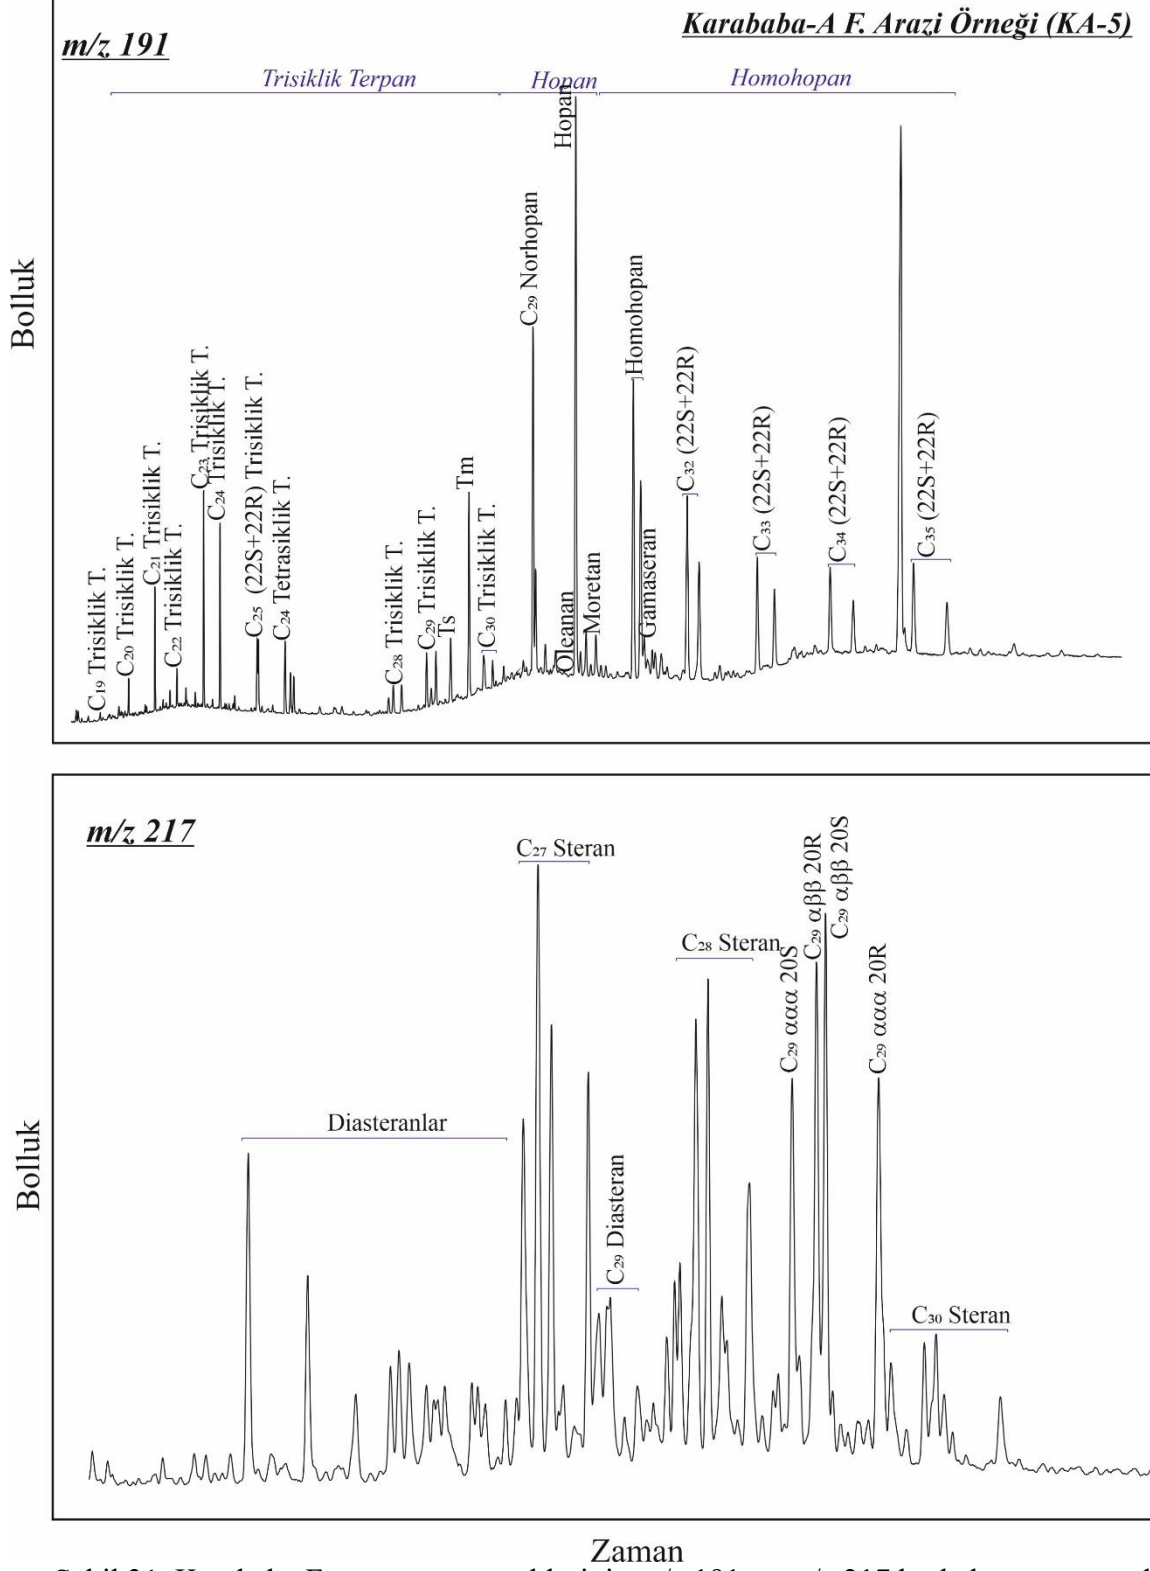 Karababa-A F. Arazi Örneği (KA-5)
m/z 191
Trisiklik Terpan
Hopan
Homohopan
Bolluk
C₁₉ Trisiklik T.
C₂₀ Trisiklik T.
C₂₁ Trisiklik T.
C₂₂ Trisiklik T.
C₂₃ Trisiklik T.
C₂₄ Trisiklik T.
C₂₅ (22S+22R) Trisiklik T.
C₂₄ Tetrasiklik T.
C₂₈ Trisiklik T.
C₂₉ Trisiklik T.
Ts
Tm
C₃₀ Trisiklik T.
C₂₉ Norhopan
Oleanan
Hopan
Moretan
Homohopan
Gamaseran
C₃₂ (22S+22R)
C₃₃ (22S+22R)
C₃₄ (22S+22R)
C₃₅ (22S+22R)
m/z 217
Bolluk
Diasteranlar
C₂₇ Steran
C₂₉ Diasteran
C₂₈ Steran
C₂₉ ααα 20S
C₂₉ αββ 20R
C₂₉ αββ 20S
C₂₉ ααα 20R
C₃₀ Steran
Zaman